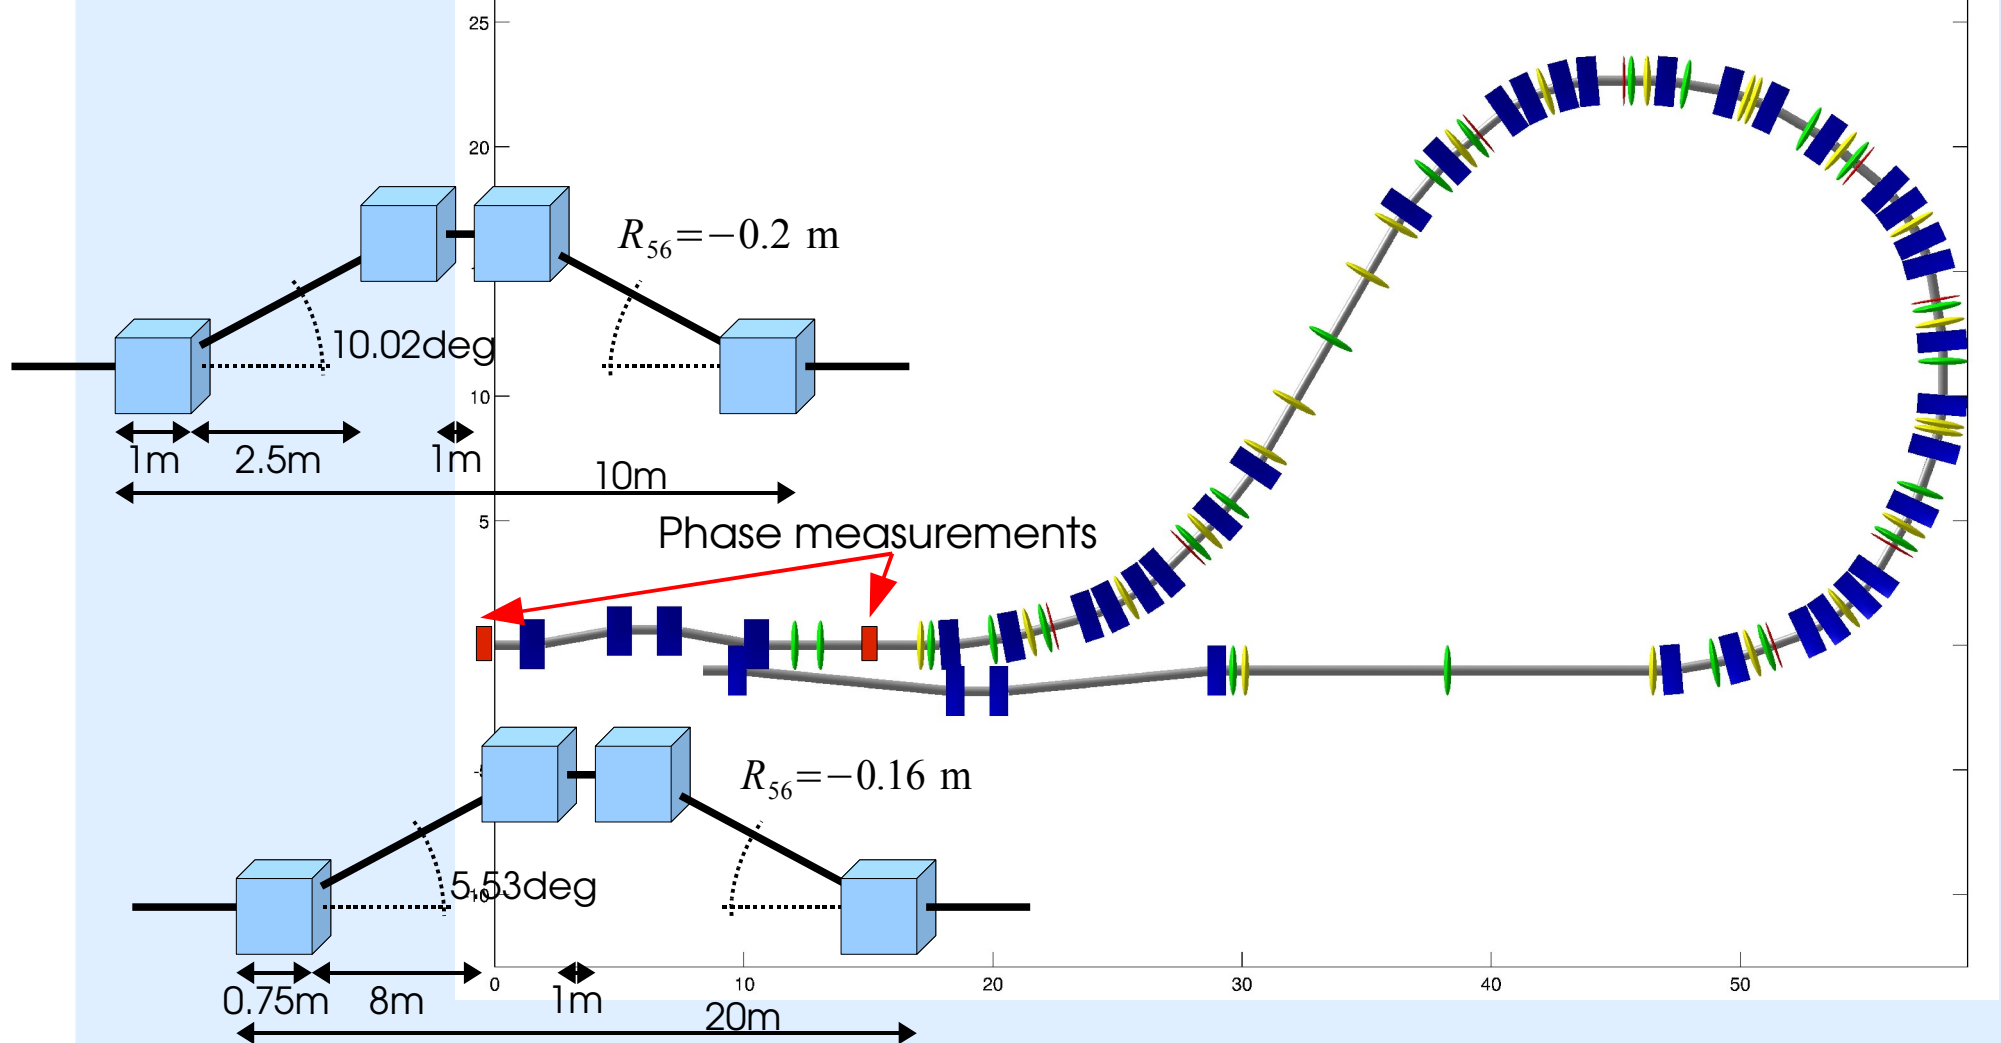 25
20
R56=−0.2 m
10.02deg
10
1m
2.5m
1m
10m
5
Phase measurements
R56=−0.16 m
5.53deg
0
10
20
30
40
50
0.75m
8m
1m
20m